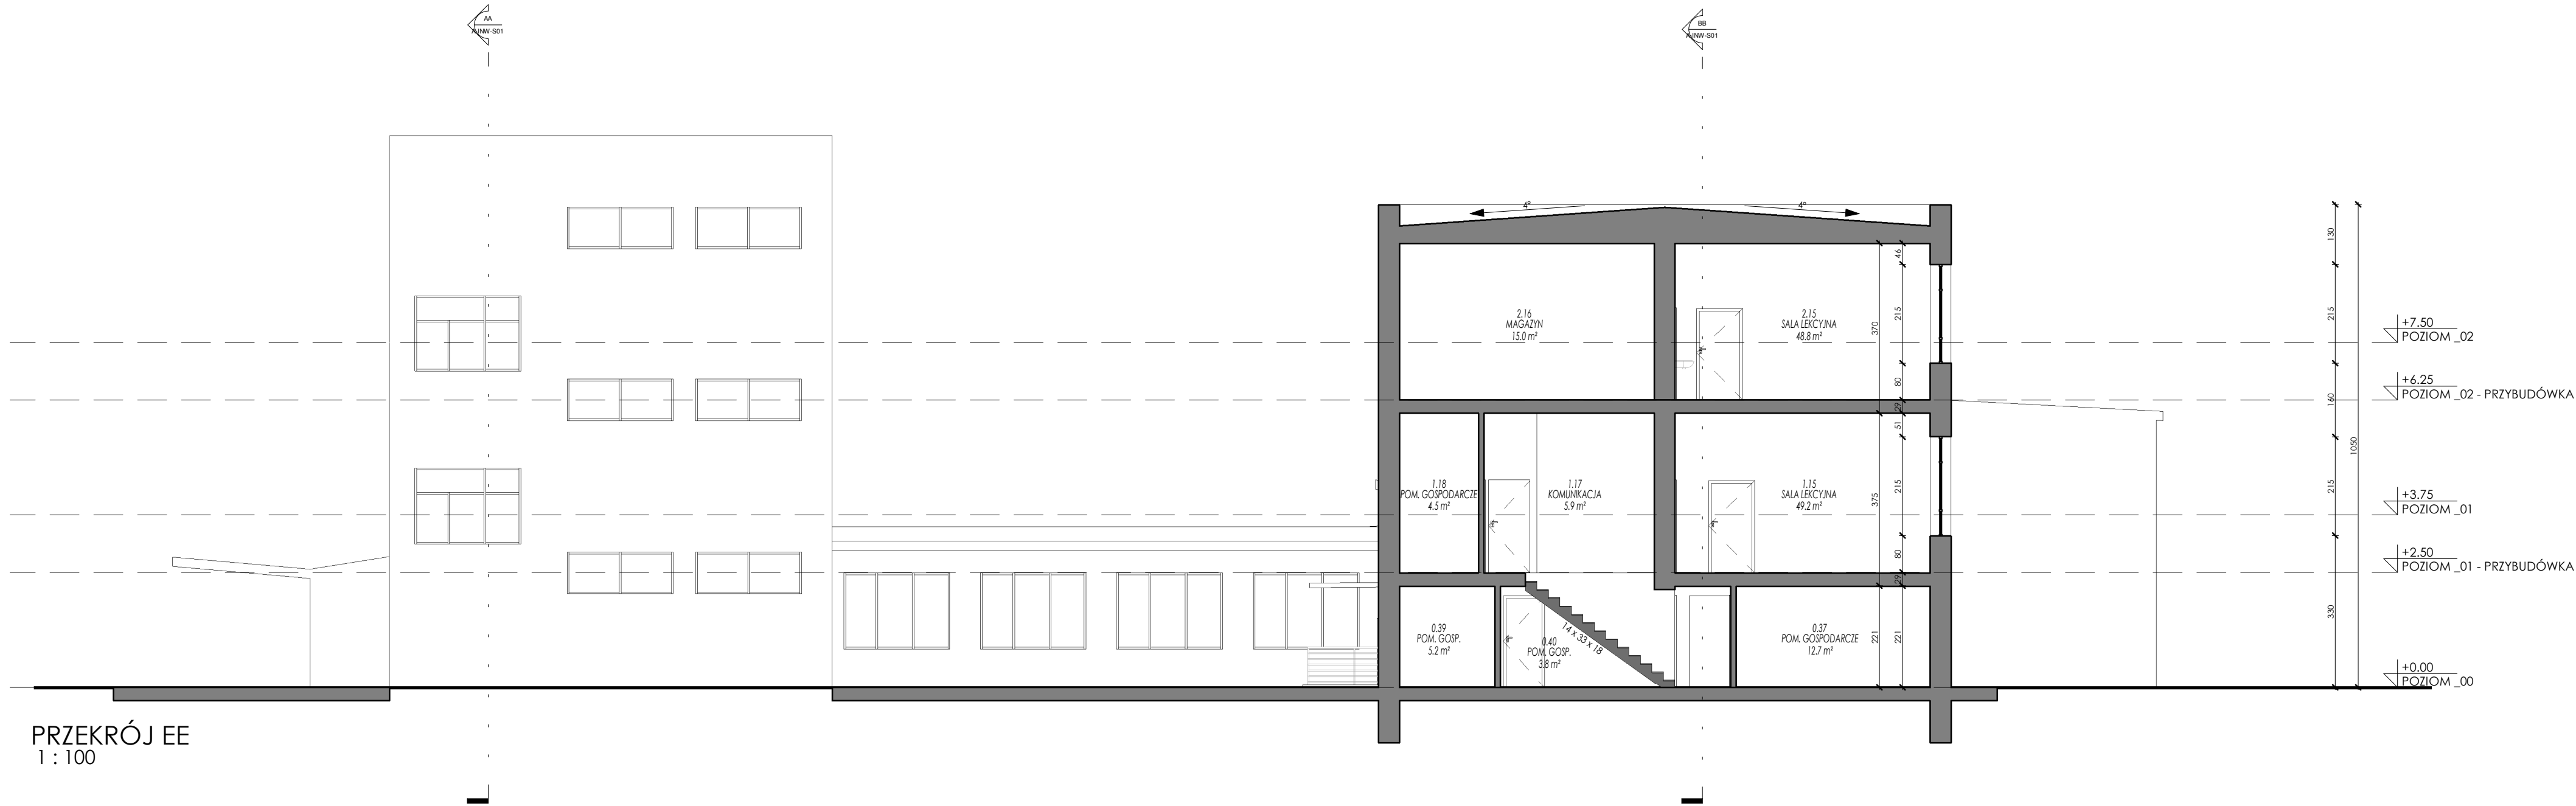 AA
A-INW-S01
BB
A-INW-S01
4°
4°
2.16
MAGAZYN
15.0 m²
2.15
SALA LEKCYJNA
48.8 m²
1.18
POM. GOSPODARCZE
4.5 m²
1.17
KOMUNIKACJA
5.9 m²
1.15
SALA LEKCYJNA
49.2 m²
0.39
POM. GOSP.
5.2 m²
0.40
POM. GOSP.
3.8 m²
14 x 33 x 18
0.37
POM. GOSPODARCZE
12.7 m²
370
375
221
46
215
80
29
51
215
80
29
221
130
215
160
215
330
1050
+7.50
POZIOM _02
+6.25
POZIOM _02 - PRZYBUDÓWKA
+3.75
POZIOM _01
+2.50
POZIOM _01 - PRZYBUDÓWKA
+0.00
POZIOM _00
PRZEKRÓJ EE
1 : 100